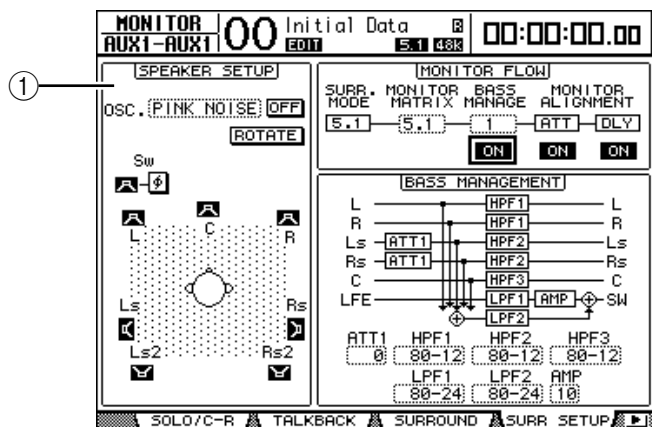 MONITOR
AUX1-AUX1
00 Initial Data
EDIT 5.1 48K
00:00:00.00
①
SPEAKER SETUP
OSC. PINK NOISE OFF
ROTATE
Sw
ϕ
L C R
Ls Rs
Ls2 Rs2
MONITOR FLOW
SURR. MODE MONITOR MATRIX BASS MANAGE MONITOR ALIGNMENT
5.1 5.1 1 ATT DLY
ON ON ON
BASS MANAGEMENT
L HPF1 L
R HPF1 R
Ls ATT1 HPF2 Ls
Rs ATT1 HPF2 Rs
C HPF3 C
LFE LPF1 AMP SW
LPF2
ATT1 HPF1 HPF2 HPF3
0 80-12 80-12 80-12
LPF1 LPF2 AMP
80-24 80-24 10
SOLO/C-R TALKBACK SURROUND SURR SETUP